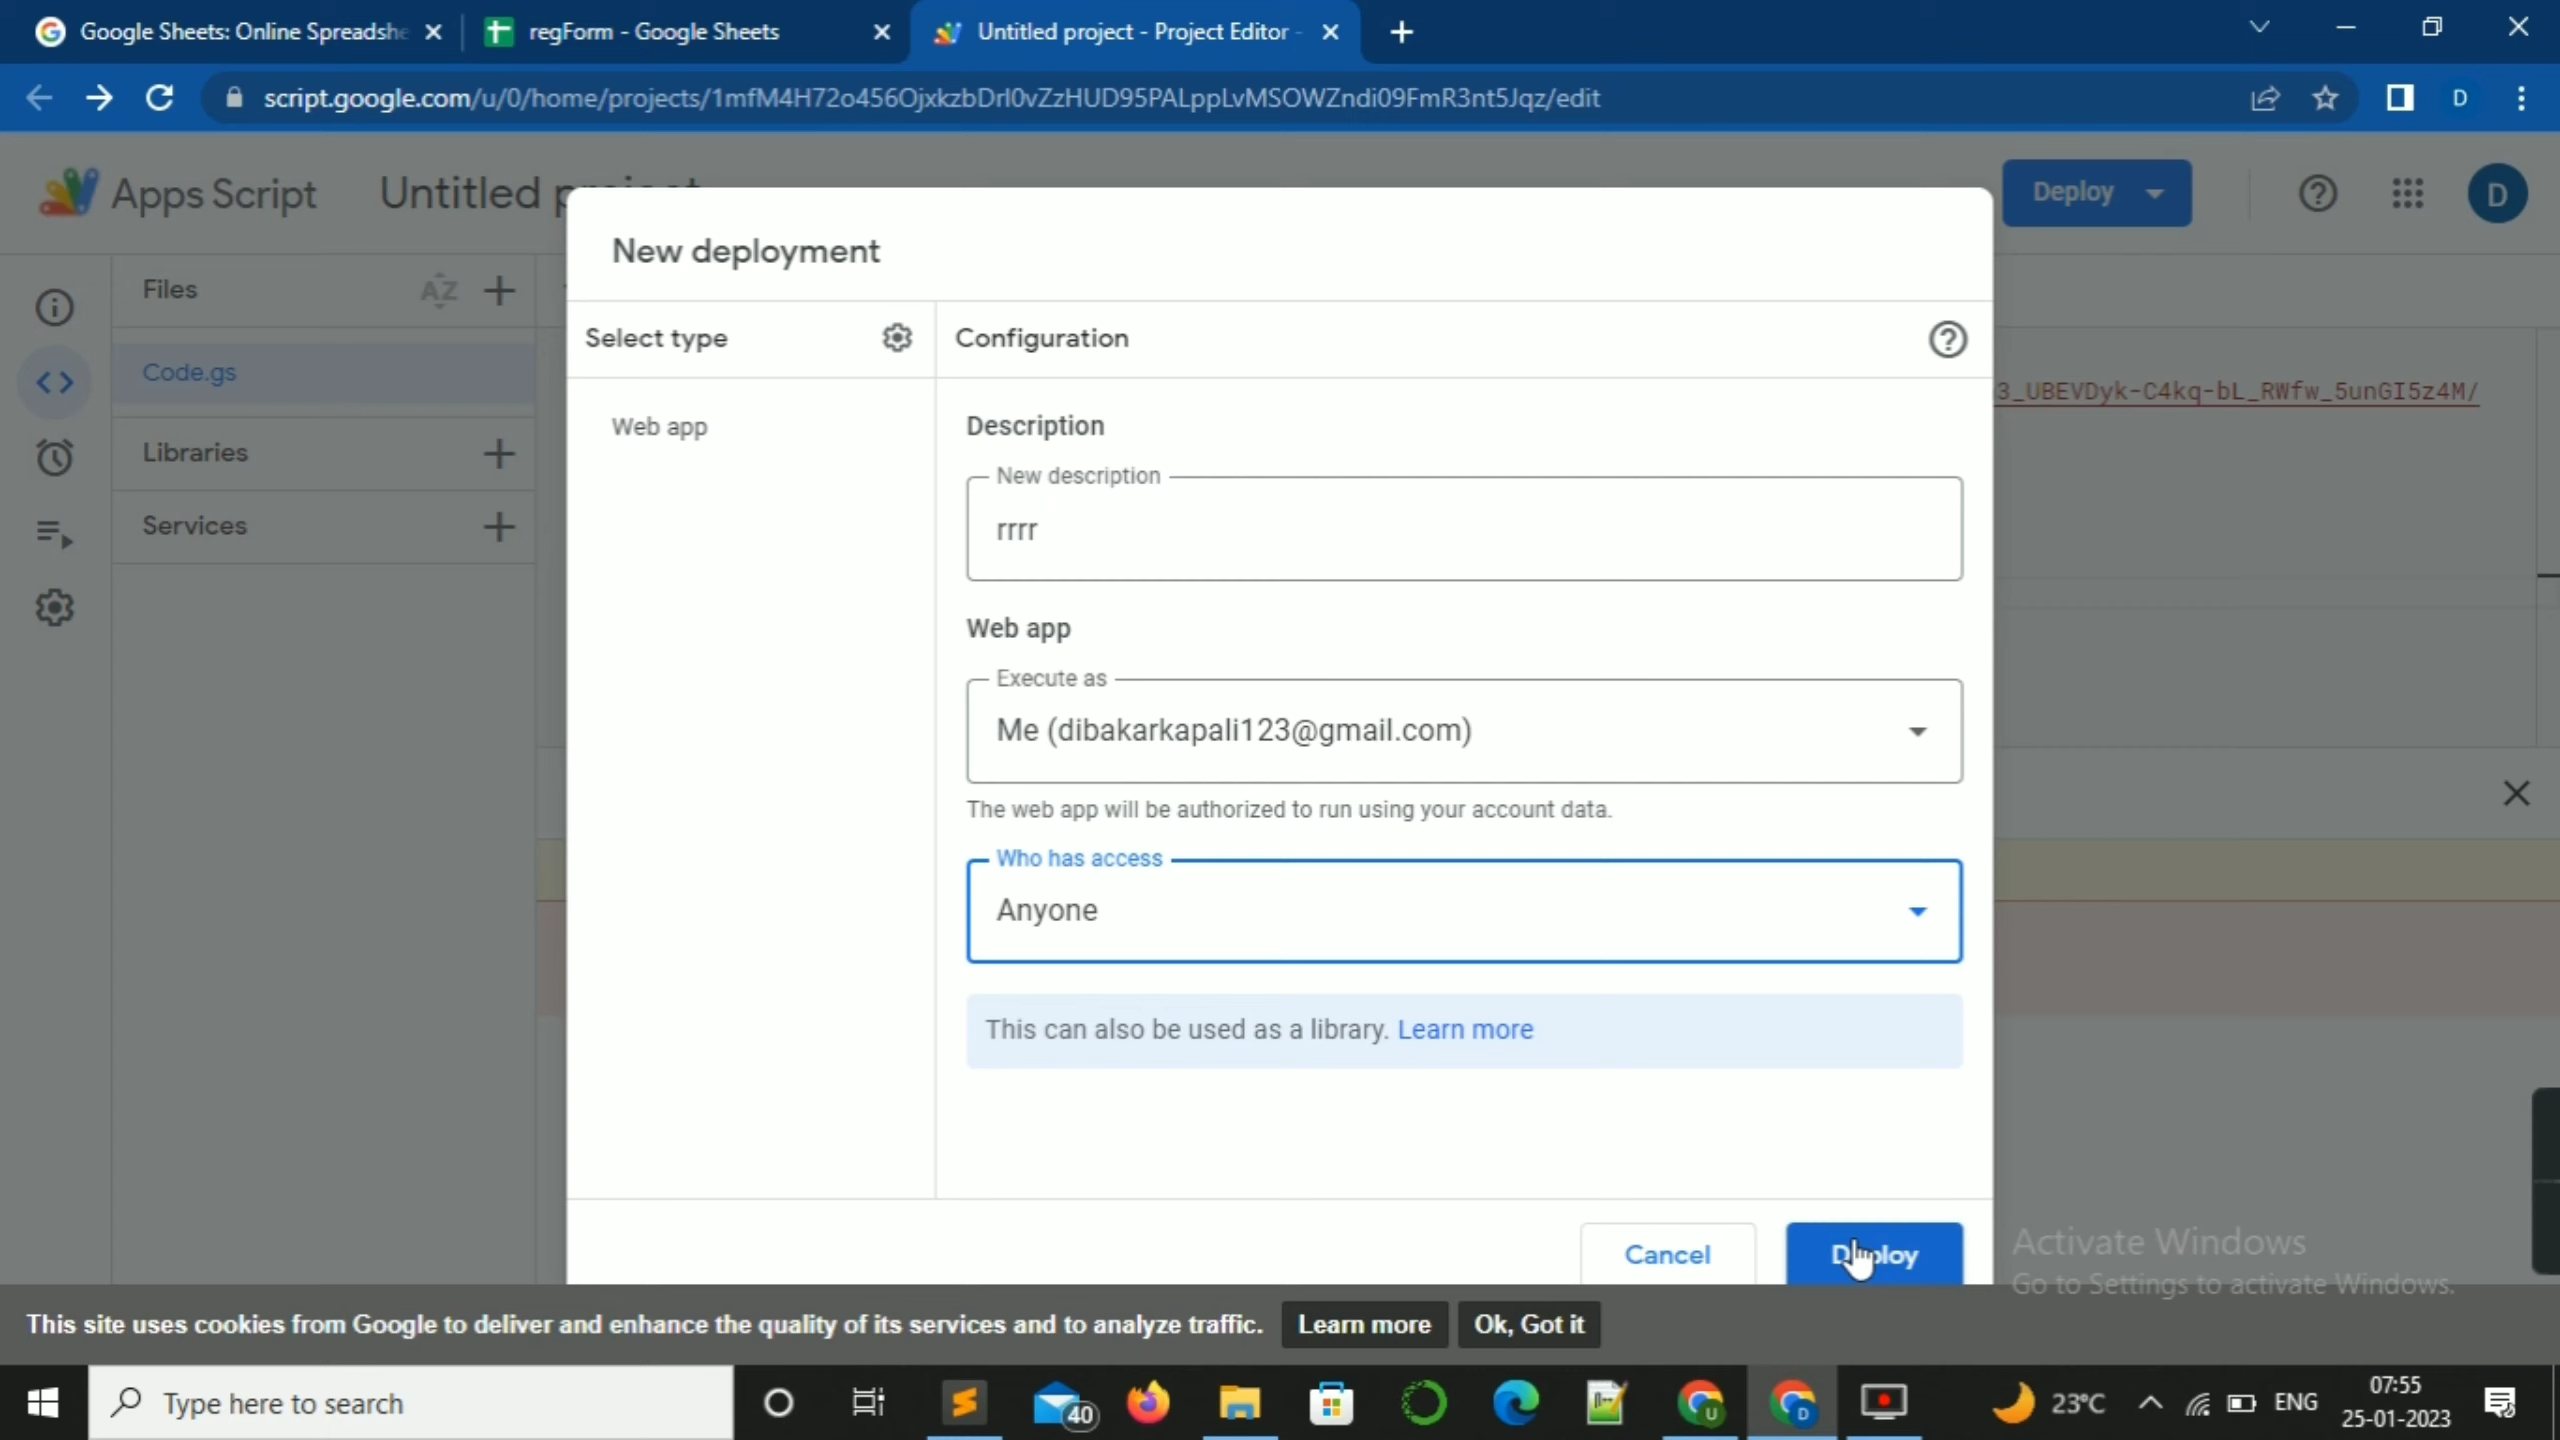 Google Sheets: Online Spreadshe
regForm - Google Sheets
Untitled project - Project Editor -
script.google.com/u/0/home/projects/1mfM4H72o456OjxkzbDrl0vZzHUD95PALppLvMSOWZndi09FmR3nt5Jqz/edit
D
Apps Script
Untitled project
Deploy
D
New deployment
Files
AZ
Select type
Configuration
Code.gs
3_UBEVDyk-C4kq-bL_RWfw_5unGI5z4M/
Web app
Description
Libraries
New description
rrrr
Services
Web app
Execute as
Me (dibakarkapali123@gmail.com)
The web app will be authorized to run using your account data.
Who has access
Anyone
This can also be used as a library. Learn more
Cancel
Deploy
Activate Windows
Go to Settings to activate Windows.
This site uses cookies from Google to deliver and enhance the quality of its services and to analyze traffic.
Learn more
Ok, Got it
Type here to search
40
U
D
23°C
ENG
07:55
25-01-2023